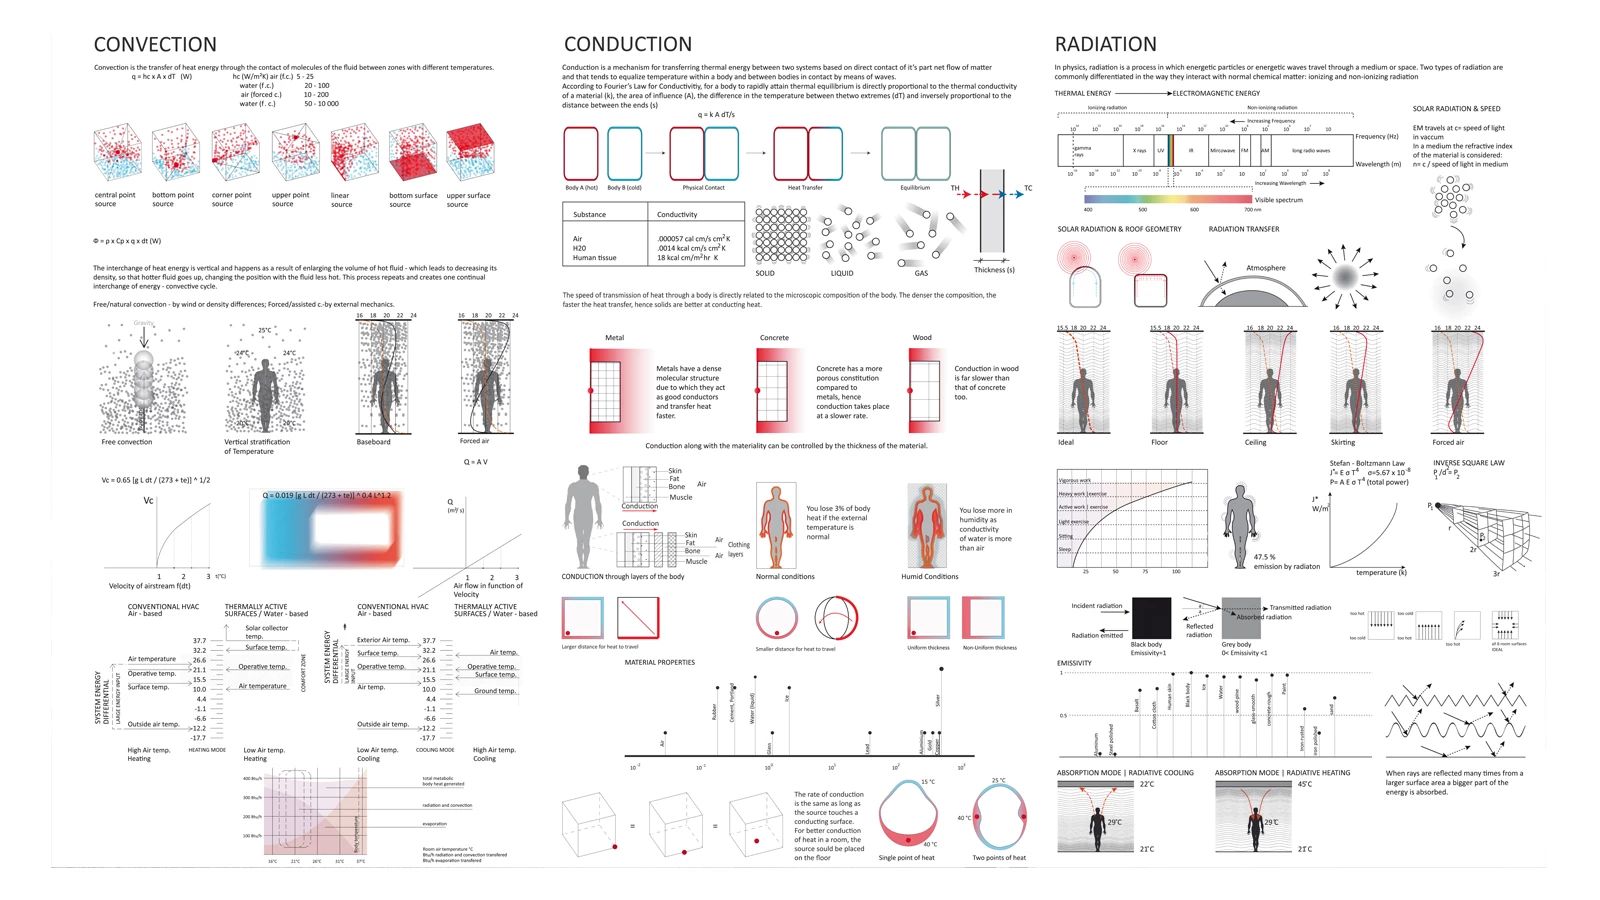 CONVECTION
Convection is the transfer of heat energy through the contact of molecules of the fluid between zones with different temperatures.
q = hc x A x dT (W)
hc (W/m²K) air (f.c.) 5 - 25
water (f.c.) 20 - 100
air (forced c.) 10 - 200
water (f. c.) 50 - 10 000
central point source
bottom point source
corner point source
upper point source
linear source
bottom surface source
upper surface source
Φ = ρ x Cp x q x dt (W)
The interchange of heat energy is vertical and happens as a result of enlarging the volume of hot fluid - which leads to decreasing its
density, so that hotter fluid goes up, changing the position with the fluid less hot. This process repeats and creates one continual
interchange of energy - convective cycle.
Free/natural convection - by wind or density differences; Forced/assisted c.-by external mechanics.
Gravity
Free convection
25°C
24°C 24°C
20°C 20°C
Vertical stratification
of Temperature
16 18 20 22 24
Baseboard
16 18 20 22 24
Forced air
Q = A V
Vc = 0.65 [g L dt / (273 + te)] ^ 1/2
Vc
1 2 3 t(°C)
Velocity of airstream f(dt)
Q = 0.019 [g L dt / (273 + te)] ^ 0.4 L^1.2
Q
(m³/ s)
1 2 3
Air flow in function of
Velocity
CONVENTIONAL HVAC
Air - based
THERMALLY ACTIVE
SURFACES / Water - based
SYSTEM ENERGY
DIFFERENTIAL
LARGE ENERGY INPUT
Air temperature
Operative temp.
Surface temp.
Outside air temp.
37.7
32.2
26.6
21.1
15.5
10.0
4.4
-1.1
-6.6
-12.2
-17.7
Solar collector
temp.
Surface temp.
Operative temp.
Air temperature
COMFORT ZONE
High Air temp.
Heating
HEATING MODE
Low Air temp.
Heating
CONVENTIONAL HVAC
Air - based
THERMALLY ACTIVE
SURFACES / Water - based
SYSTEM ENERGY
DIFFERENTIAL
LARGE ENERGY
INPUT
Exterior Air temp.
Surface temp.
Operative temp.
Air temp.
Outside air temp.
37.7
32.2
26.6
21.1
15.5
10.0
4.4
-1.1
-6.6
-12.2
-17.7
Air temp.
Operative temp.
Surface temp.
Ground temp.
Low Air temp.
Cooling
COOLING MODE
High Air temp.
Cooling
400 Btu/h
300 Btu/h
200 Btu/h
100 Btu/h
16°C 21°C 26°C 31°C 37°C
Body temperature
total metabolic
body heat generated
radiation and convection
evaporation
Room air temperature °C
Btu/h radiation and convection transfered
Btu/h evaporation transfered
CONDUCTION
Conduction is a mechanism for transferring thermal energy between two systems based on direct contact of it's part net flow of matter
and that tends to equalize temperature within a body and between bodies in contact by means of waves.
According to Fourier's Law for Conductivity, for a body to rapidly attain thermal equilibrium is directly proportional to the thermal conductivity
of a material (k), the area of influence (A), the difference in the temperature between thetwo extremes (dT) and inversely proportional to the
distance between the ends (s)
q = k A dT/s
Body A (hot)
Body B (cold)
Physical Contact
Heat Transfer
Equilibrium
TH
TC
Thickness (s)
Substance Conductivity
Air .000057 cal cm/s cm² K
H20 .0014 kcal cm/s cm² K
Human tissue 18 kcal cm/m²hr K
SOLID
LIQUID
GAS
The speed of transmission of heat through a body is directly related to the microscopic composition of the body. The denser the composition, the
faster the heat transfer, hence solids are better at conducting heat.
Metal
Metals have a dense
molecular structure
due to which they act
as good conductors
and transfer heat
faster.
Concrete
Concrete has a more
porous constitution
compared to
metals, hence
conduction takes place
at a slower rate.
Wood
Conduction in wood
is far slower than
that of concrete
too.
Conduction along with the materiality can be controlled by the thickness of the material.
Skin
Fat
Bone
Muscle
Air
Conduction
Conduction
Skin
Fat
Bone
Muscle
Air
Air
Clothing
layers
CONDUCTION through layers of the body
You lose 3% of body
heat if the external
temperature is
normal
Normal conditions
You lose more in
humidity as
conductivity
of water is more
than air
Humid Conditions
Larger distance for heat to travel
Smaller distance for heat to travel
Uniform thickness
Non-Uniform thickness
MATERIAL PROPERTIES
Air
Rubber
Cement, Portland
Water (liquid)
Glass
Ice
Lead
Aluminium
Gold
Copper
Silver
10⁻² 10⁻¹ 10⁰ 10¹ 10² 10³
=
=
The rate of conduction
is the same as long as
the source touches a
conducting surface.
For better conduction
of heat in a room, the
source sould be placed
on the floor
15 °C
40 °C
Single point of heat
25 °C
40 °C
40 °C
Two points of heat
RADIATION
In physics, radiation is a process in which energetic particles or energetic waves travel through a medium or space. Two types of radiation are
commonly differentiated in the way they interact with normal chemical matter: ionizing and non-ionizing radiation
THERMAL ENERGY ELECTROMAGNETIC ENERGY
Ionizing radiation
Non-ionizing radiation
Increasing Frequency
Frequency (Hz)
gamma rays
X rays
UV
IR
Mircowave
FM
AM
long radio waves
Wavelength (m)
Increasing Wavelength
Visible spectrum
400 500 600 700 nm
SOLAR RADIATION & SPEED
EM travels at c= speed of light
in vaccum
In a medium the refractive index
of the material is considered:
n= c / speed of light in medium
SOLAR RADIATION & ROOF GEOMETRY
RADIATION TRANSFER
Atmosphere
15.5 18 20 22 24
Ideal
15.5 18 20 22 24
Floor
16 18 20 22 24
Ceiling
16 18 20 22 24
Skirting
16 18 20 22 24
Forced air
Vigorous work
Heavy work |exercise
Active work | exercise
Light exercise
Sitting
Sleep
25 50 75 100
47.5 %
emission by radiaton
Stefan - Boltzmann Law
J*= E σ T⁴ σ=5.67 x 10⁻⁸
P= A E σ T⁴ (total power)
J*
W/m²
temperature (k)
INVERSE SQUARE LAW
P₁/d²= P₂
P₁
r
2r
3r
Incident radiation
Radiation emitted
Black body
Emissivity=1
Reflected
radiation
Transmitted radiation
Absorbed radiation
Grey body
0< Emissivity <1
too hot
too cold
too cold
too hot
too hot
too hot
all 6 room surfaces
IDEAL
EMISSIVITY
1
0.5
Aluminum
Steel polished
Basalt
Cotton cloth
Human skin
Black body
Ice
Water
wood-pine
glass-smooth
concrete-rough
Paint
Iron-rusted
Iron polished
sand
ABSORPTION MODE | RADIATIVE COOLING
22°C
29°C
21°C
ABSORPTION MODE | RADIATIVE HEATING
45°C
29°C
21°C
When rays are reflected many times from a
larger surface area a bigger part of the
energy is absorbed.